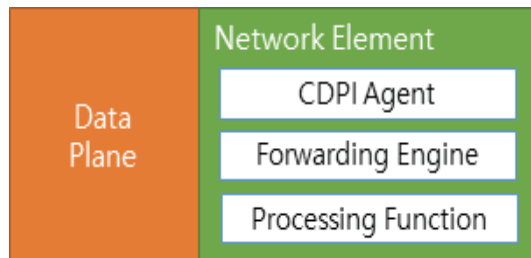 Data
Plane
Network Element
CDPI Agent
Forwarding Engine
Processing Function